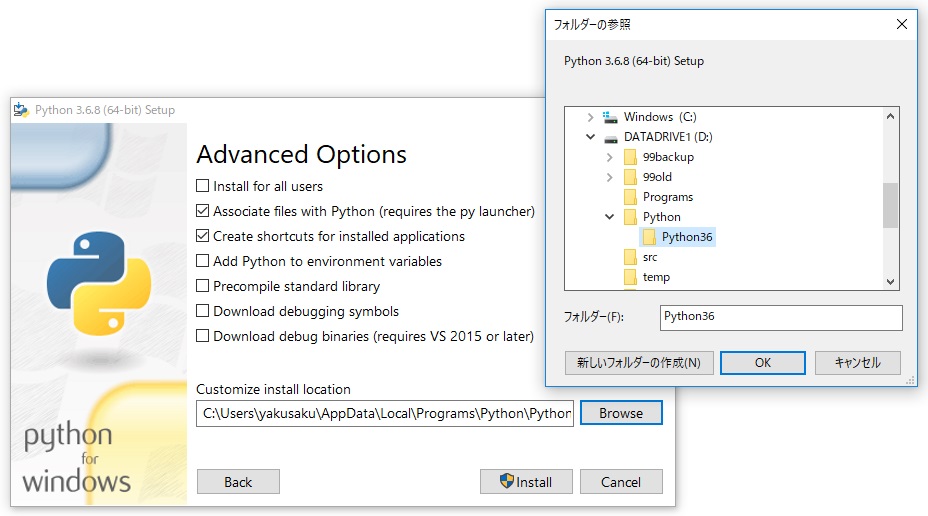 フォルダーの参照
Python 3.6.8 (64-bit) Setup
Windows (C:)
DATADRIVE1 (D:)
99backup
99old
Programs
Python
Python36
src
temp
フォルダー(F):
Python36
新しいフォルダーの作成(N)
OK
キャンセル
Python 3.6.8 (64-bit) Setup
Advanced Options
Install for all users
Associate files with Python (requires the py launcher)
Create shortcuts for installed applications
Add Python to environment variables
Precompile standard library
Download debugging symbols
Download debug binaries (requires VS 2015 or later)
Customize install location
C:\Users\yakusaku\AppData\Local\Programs\Python\Python
Browse
python
for
windows
Back
Install
Cancel